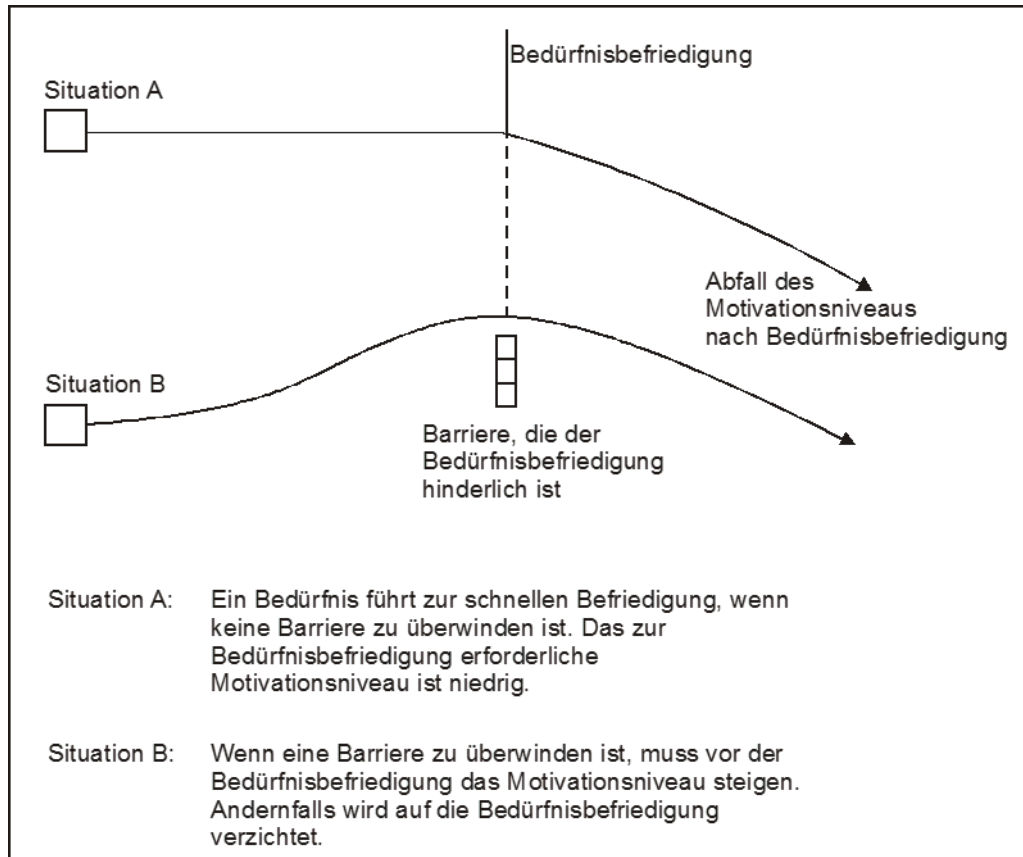 Bedürfnisbefriedigung
Situation A
Abfall des
Motivationsniveaus
nach Bedürfnisbefriedigung
Situation B
Barriere, die der
Bedürfnisbefriedigung
hinderlich ist
Situation A: Ein Bedürfnis führt zur schnellen Befriedigung, wenn
keine Barriere zu überwinden ist. Das zur
Bedürfnisbefriedigung erforderliche
Motivationsniveau ist niedrig.
Situation B: Wenn eine Barriere zu überwinden ist, muss vor der
Bedürfnisbefriedigung das Motivationsniveau steigen.
Andernfalls wird auf die Bedürfnisbefriedigung
verzichtet.